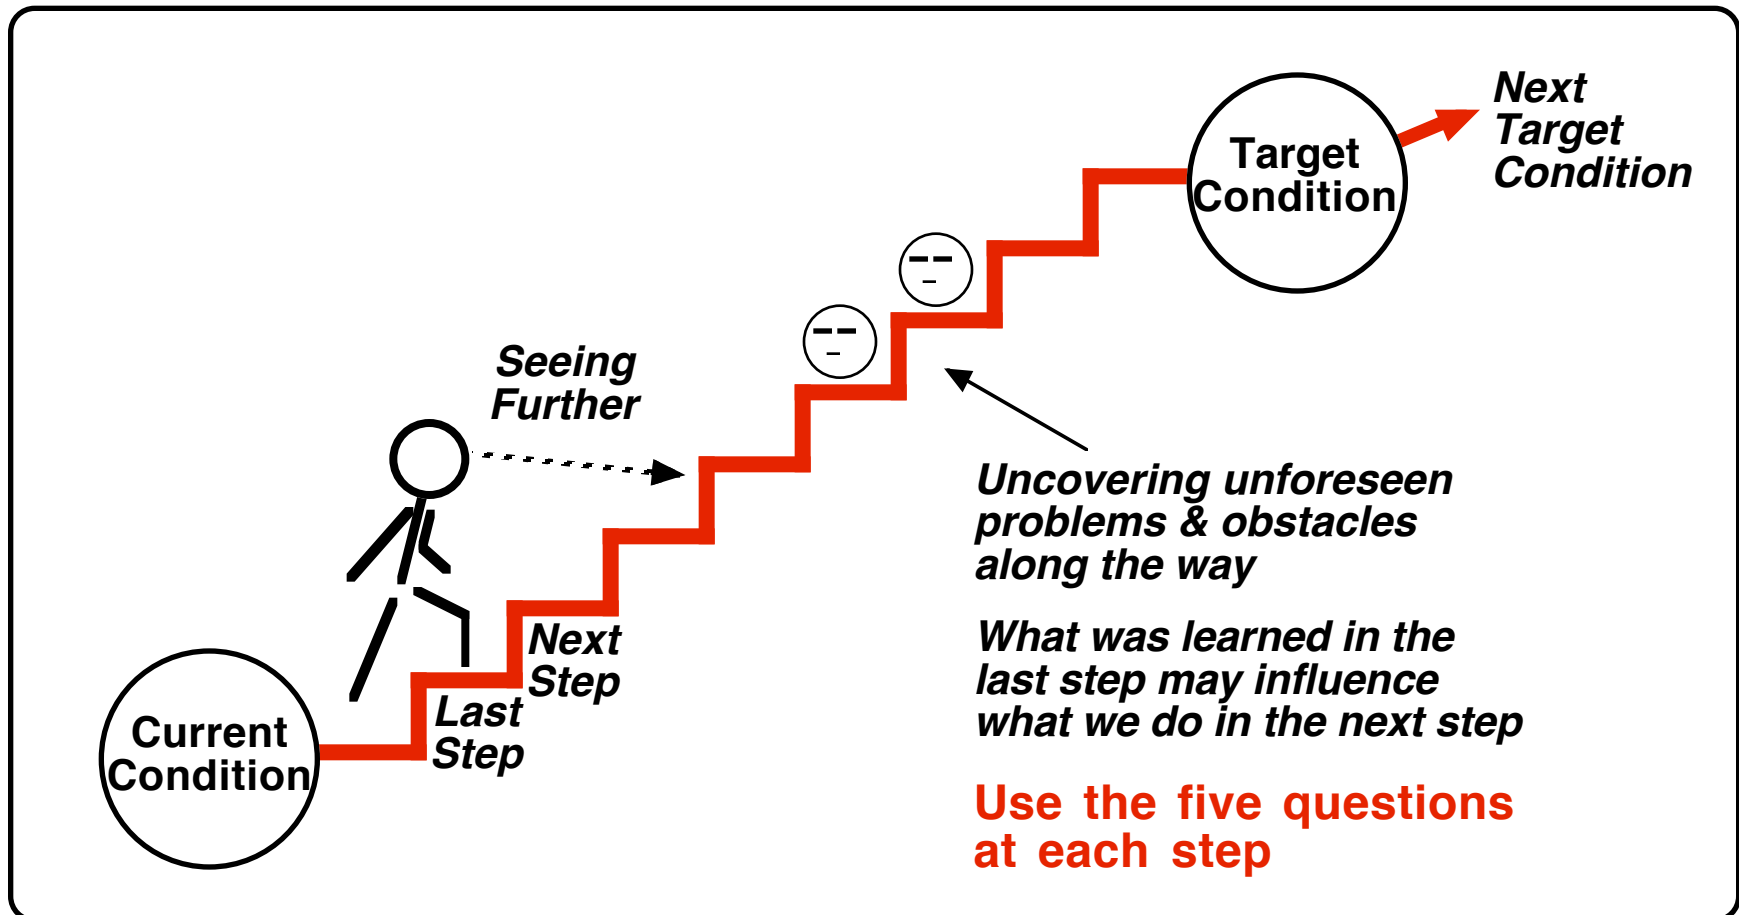 Next
Target
Condition
Target
Condition
Seeing
Further
Uncovering unforeseen
problems & obstacles
along the way
Next
Step
What was learned in the
last step may influence
what we do in the next step
Last
Step
Current
Condition
Use the five questions
at each step